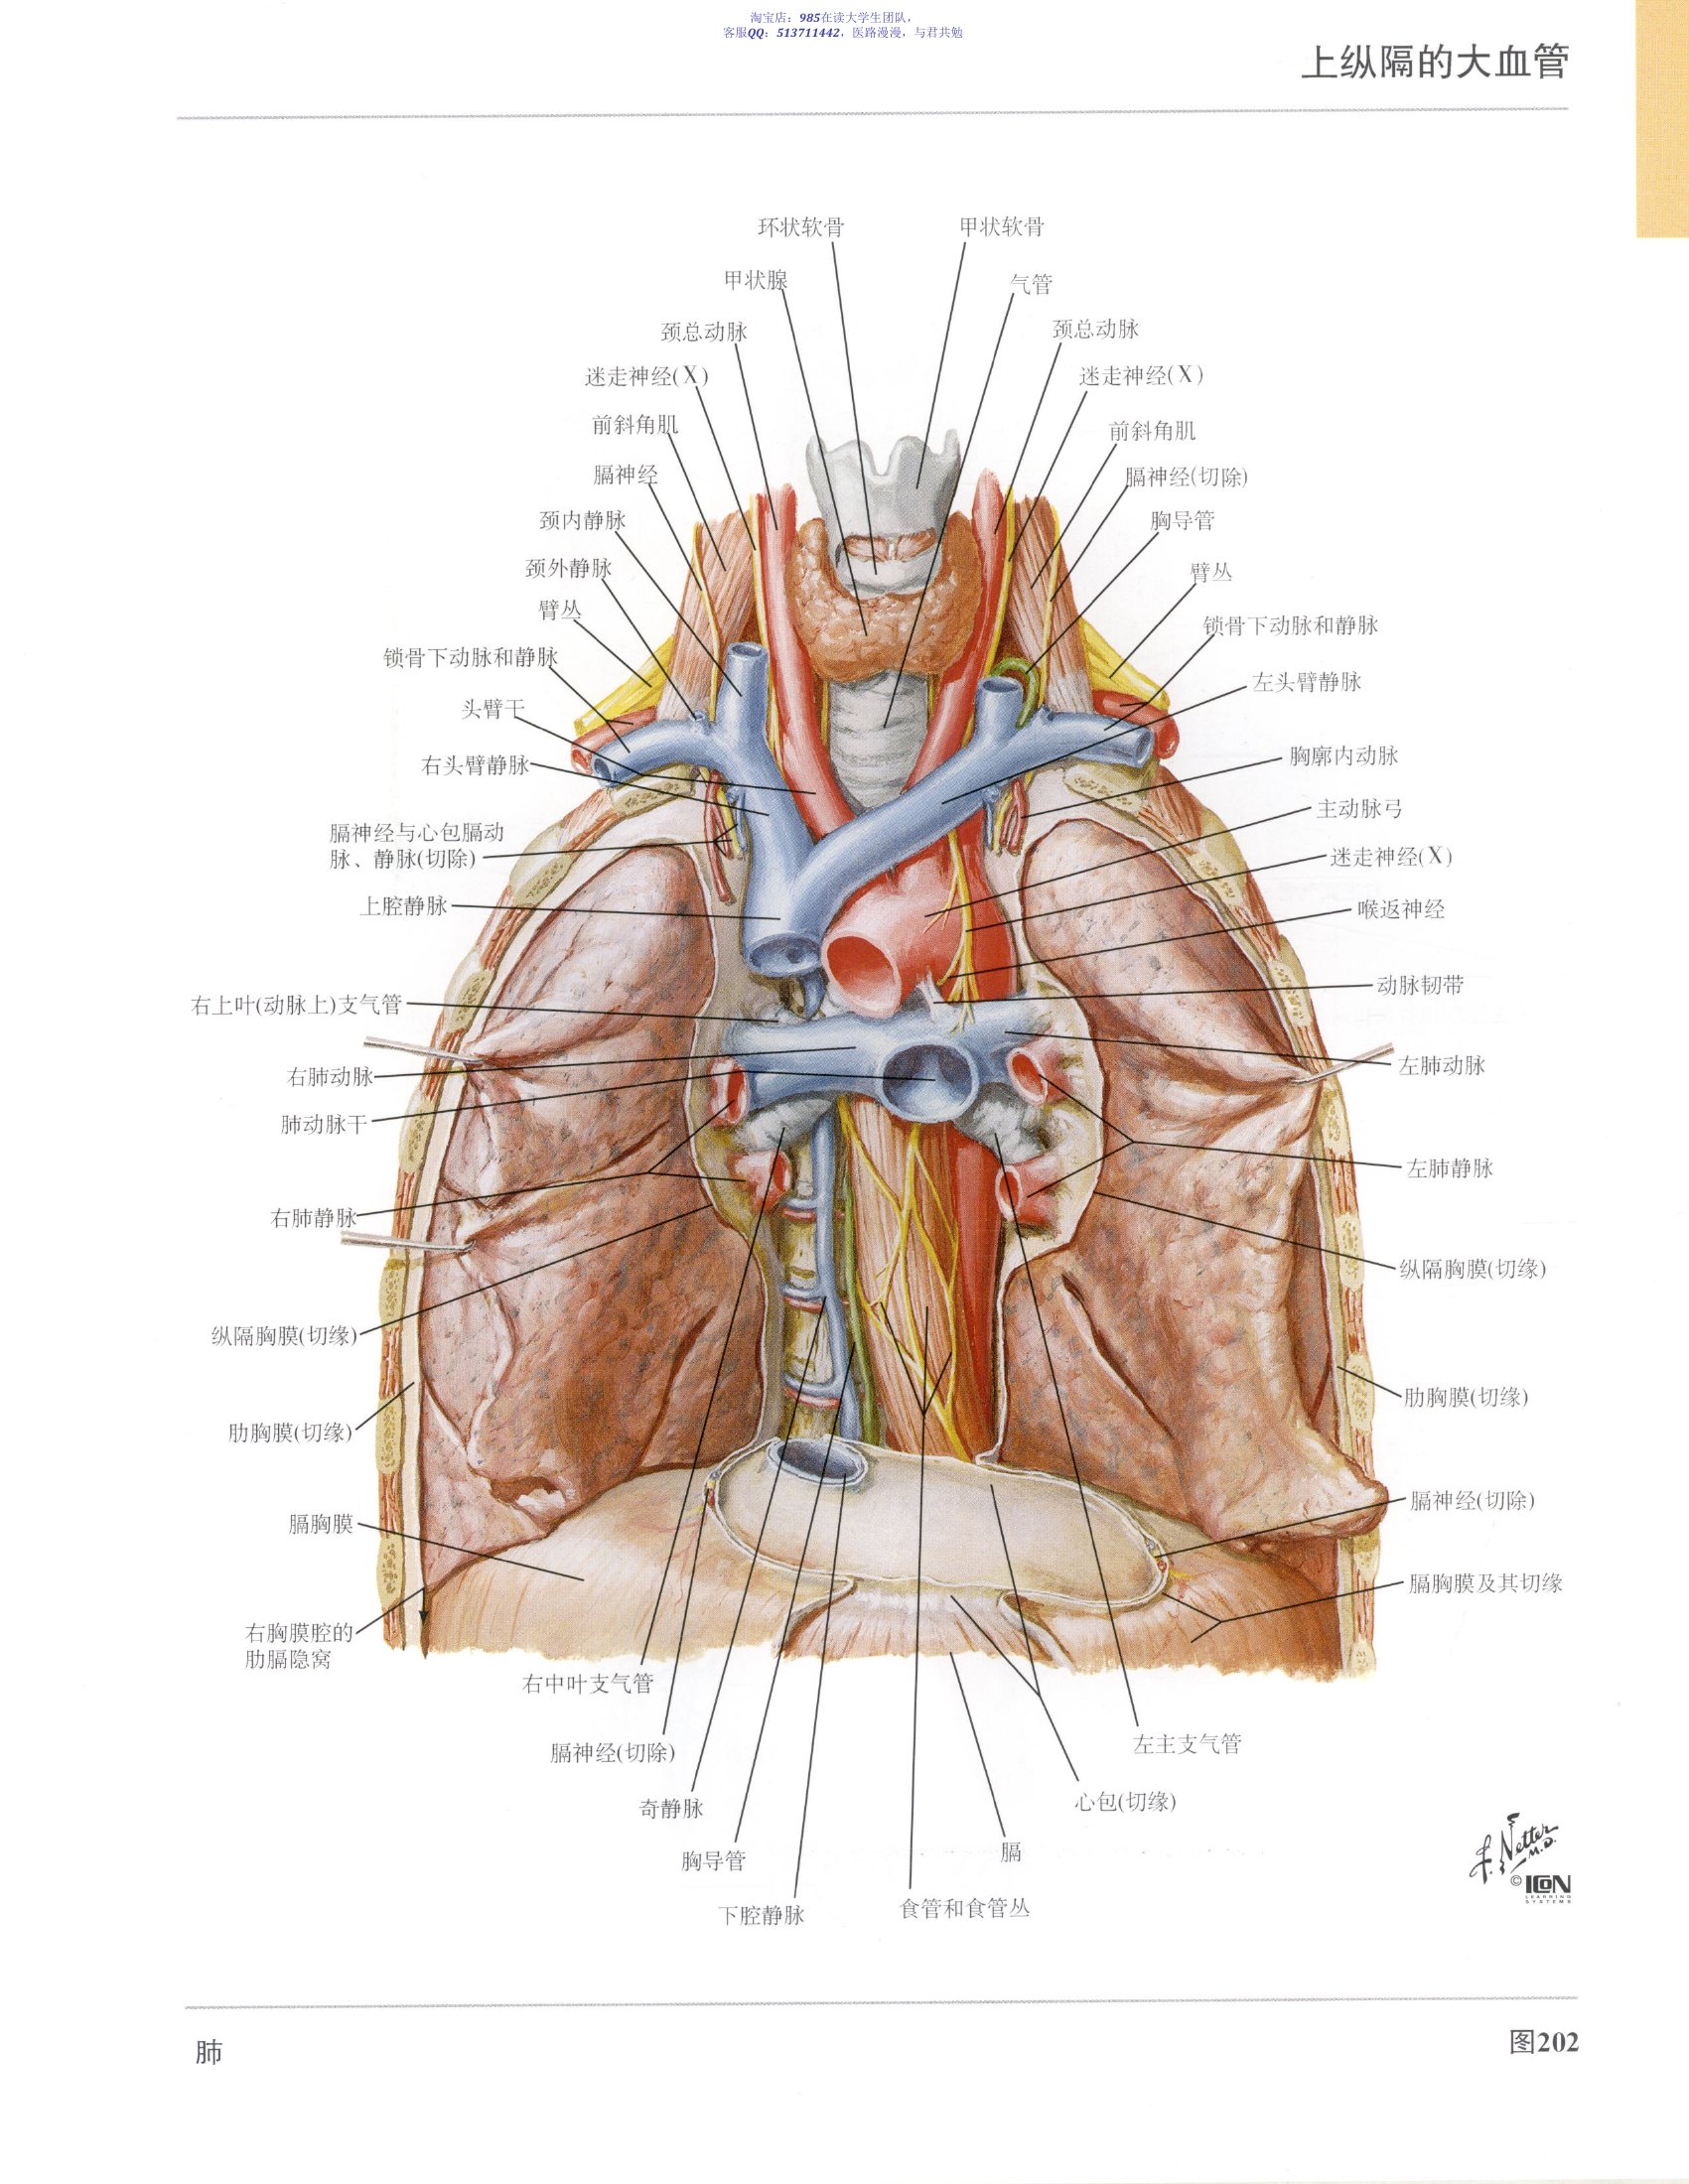 淘宝店：985在读大学生团队，
客服QQ：513711442，医路漫漫，与君共勉
上纵隔的大血管
环状软骨
甲状软骨
甲状腺
气管
颈总动脉
颈总动脉
迷走神经(X)
迷走神经(X)
前斜角肌
前斜角肌
膈神经
膈神经(切除)
颈内静脉
胸导管
颈外静脉
臂丛
臂丛
锁骨下动脉和静脉
锁骨下动脉和静脉
左头臂静脉
头臂干
右头臂静脉
胸廓内动脉
主动脉弓
膈神经与心包膈动
脉、静脉(切除)
迷走神经(X)
上腔静脉
喉返神经
动脉韧带
右上叶(动脉上)支气管
右肺动脉
左肺动脉
肺动脉干
左肺静脉
右肺静脉
纵隔胸膜(切缘)
纵隔胸膜(切缘)
肋胸膜(切缘)
肋胸膜(切缘)
膈神经(切除)
膈胸膜
膈胸膜及其切缘
右胸膜腔的
肋膈隐窝
右中叶支气管
膈神经(切除)
左主支气管
奇静脉
心包(切缘)
胸导管
膈
下腔静脉
食管和食管丛
F. Netter
M.D.
© ICON
LEARNING
SYSTEMS
肺
图202